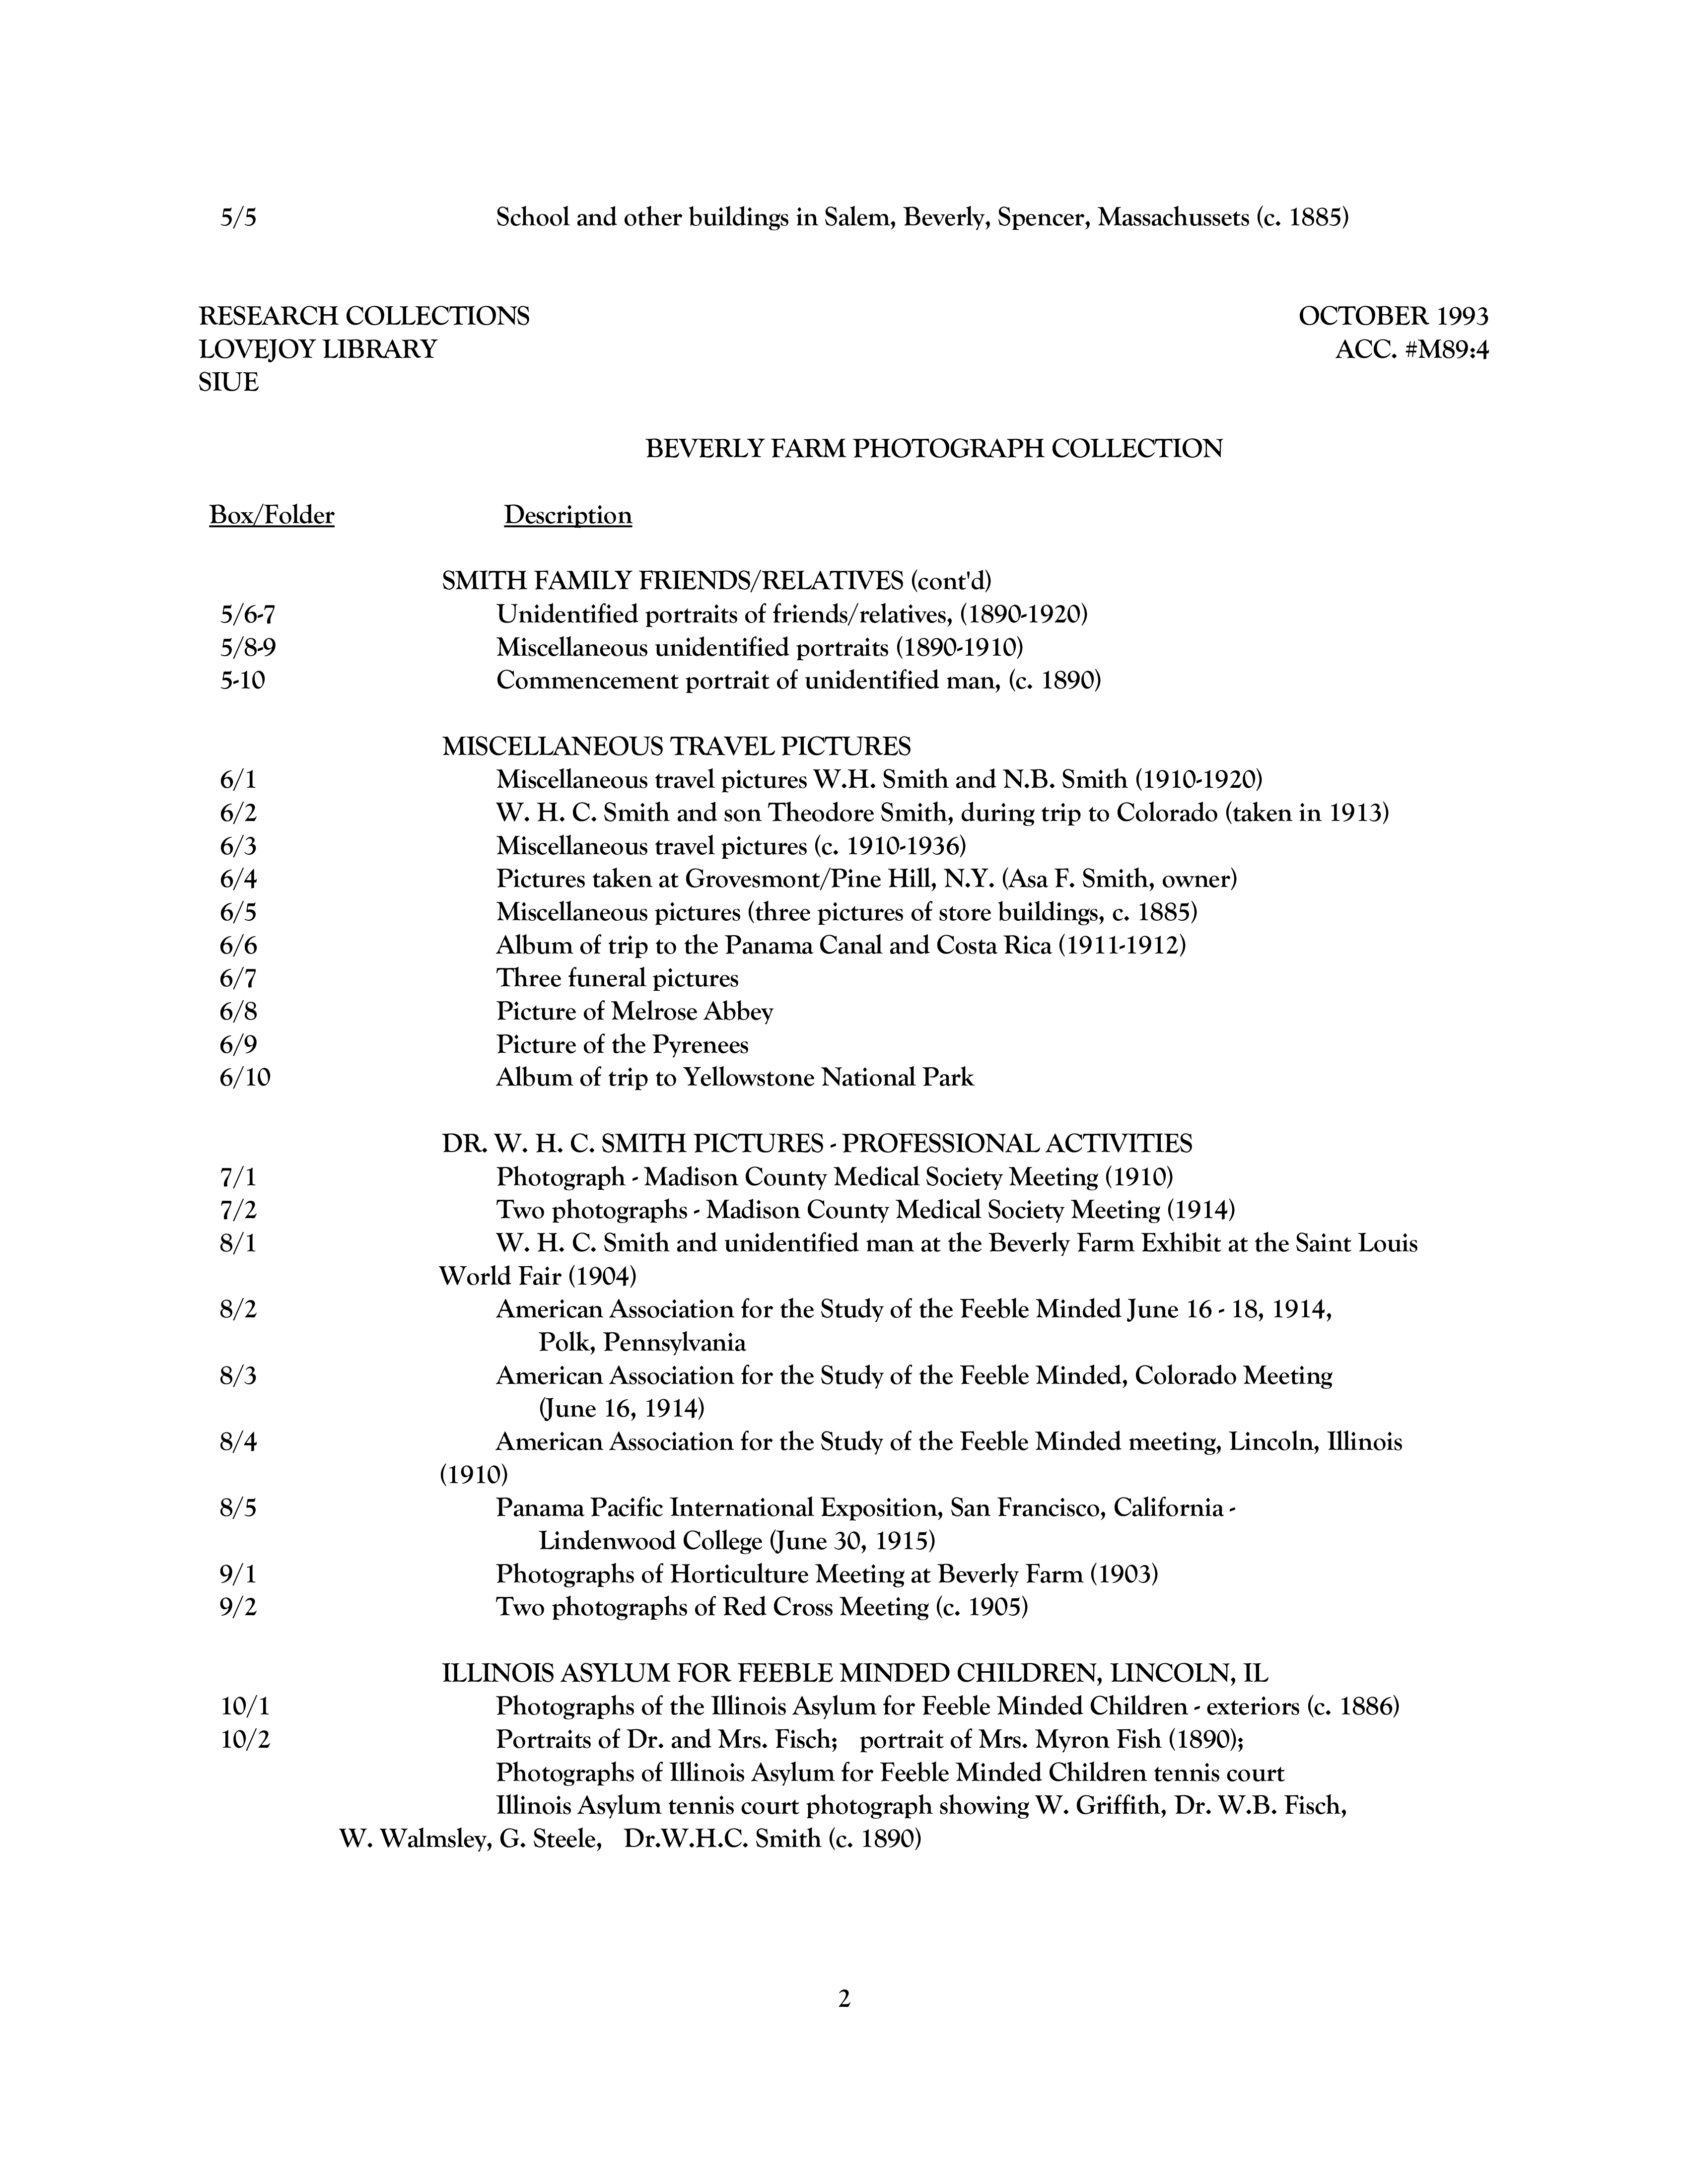 5/5 School and other buildings in Salem, Beverly, Spencer, Massachussets (c. 1885)
RESEARCH COLLECTIONS OCTOBER 1993
LOVEJOY LIBRARY ACC. #M89:4
SIUE
BEVERLY FARM PHOTOGRAPH COLLECTION
Box/Folder Description
SMITH FAMILY FRIENDS/RELATIVES (cont'd)
5/6-7 Unidentified portraits of friends/relatives, (1890-1920)
5/8-9 Miscellaneous unidentified portraits (1890-1910)
5-10 Commencement portrait of unidentified man, (c. 1890)
MISCELLANEOUS TRAVEL PICTURES
6/1 Miscellaneous travel pictures W.H. Smith and N.B. Smith (1910-1920)
6/2 W. H. C. Smith and son Theodore Smith, during trip to Colorado (taken in 1913)
6/3 Miscellaneous travel pictures (c. 1910-1936)
6/4 Pictures taken at Grovesmont/Pine Hill, N.Y. (Asa F. Smith, owner)
6/5 Miscellaneous pictures (three pictures of store buildings, c. 1885)
6/6 Album of trip to the Panama Canal and Costa Rica (1911-1912)
6/7 Three funeral pictures
6/8 Picture of Melrose Abbey
6/9 Picture of the Pyrenees
6/10 Album of trip to Yellowstone National Park
DR. W. H. C. SMITH PICTURES - PROFESSIONAL ACTIVITIES
7/1 Photograph - Madison County Medical Society Meeting (1910)
7/2 Two photographs - Madison County Medical Society Meeting (1914)
8/1 W. H. C. Smith and unidentified man at the Beverly Farm Exhibit at the Saint Louis
World Fair (1904)
8/2 American Association for the Study of the Feeble Minded June 16 - 18, 1914,
Polk, Pennsylvania
8/3 American Association for the Study of the Feeble Minded, Colorado Meeting
(June 16, 1914)
8/4 American Association for the Study of the Feeble Minded meeting, Lincoln, Illinois
(1910)
8/5 Panama Pacific International Exposition, San Francisco, California -
Lindenwood College (June 30, 1915)
9/1 Photographs of Horticulture Meeting at Beverly Farm (1903)
9/2 Two photographs of Red Cross Meeting (c. 1905)
ILLINOIS ASYLUM FOR FEEBLE MINDED CHILDREN, LINCOLN, IL
10/1 Photographs of the Illinois Asylum for Feeble Minded Children - exteriors (c. 1886)
10/2 Portraits of Dr. and Mrs. Fisch; portrait of Mrs. Myron Fish (1890);
Photographs of Illinois Asylum for Feeble Minded Children tennis court
Illinois Asylum tennis court photograph showing W. Griffith, Dr. W.B. Fisch,
W. Walmsley, G. Steele, Dr.W.H.C. Smith (c. 1890)
2